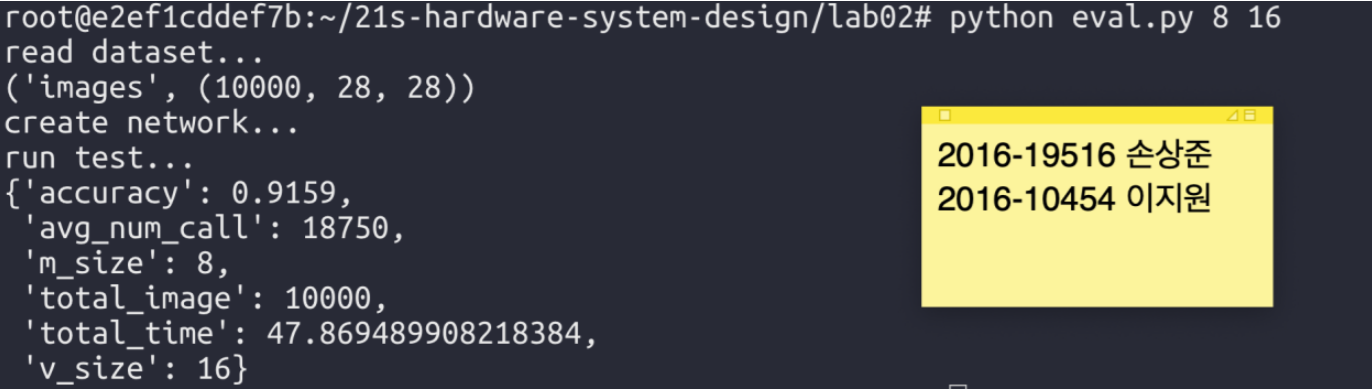 root@e2ef1cddef7b:~/21s-hardware-system-design/lab02# python eval.py 8 16
read dataset...
('images', (10000, 28, 28))
create network...
run test...
{'accuracy': 0.9159,
 'avg_num_call': 18750,
 'm_size': 8,
 'total_image': 10000,
 'total_time': 47.869489908218384,
 'v_size': 16}
2016-19516 손상준
2016-10454 이지원